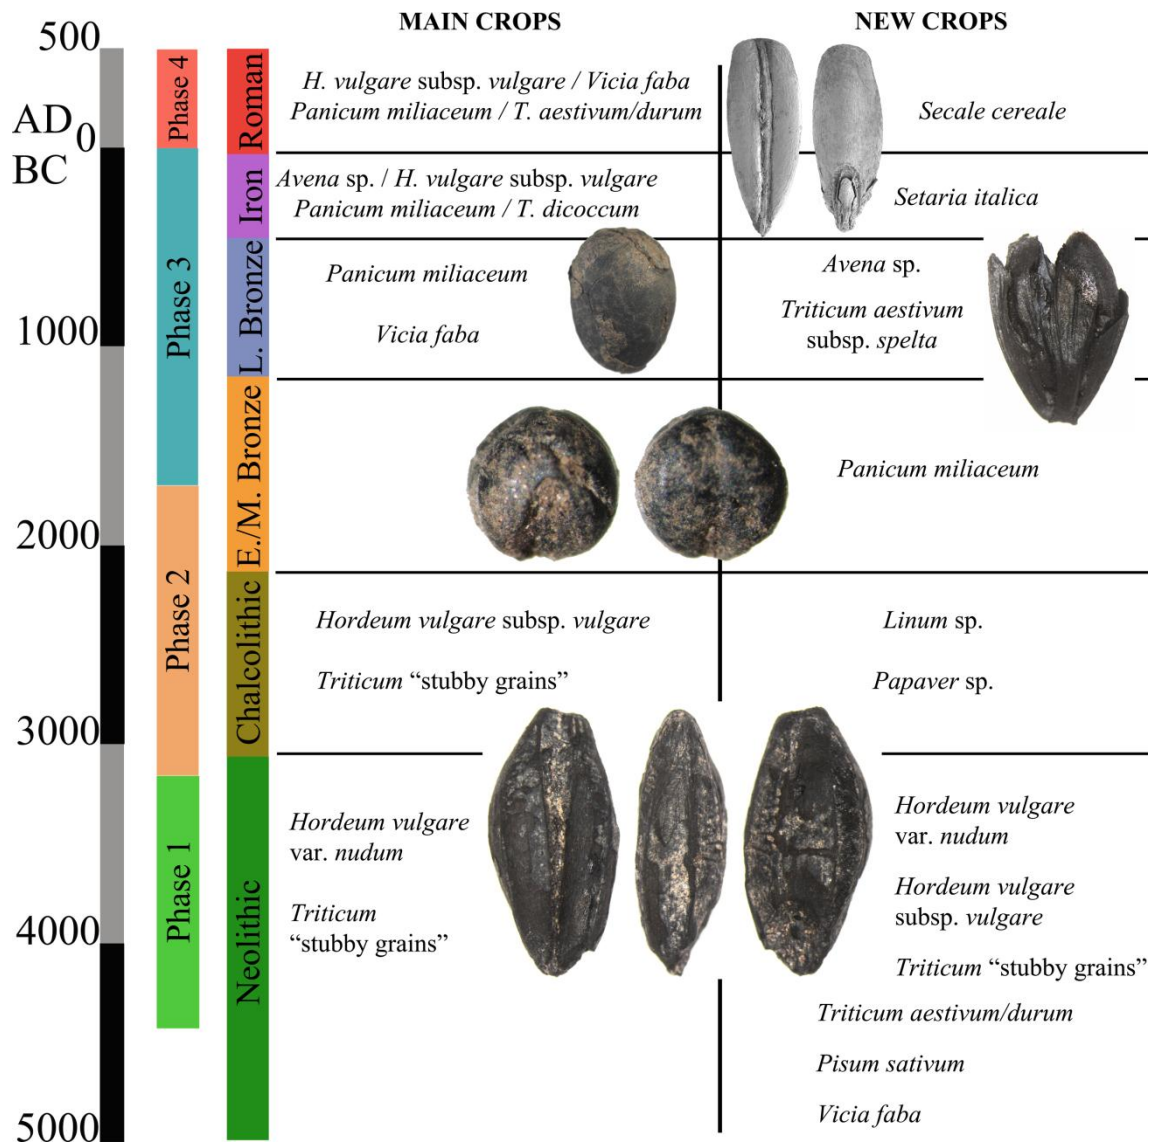 MAIN CROPS
NEW CROPS
500
AD
0
BC
1000
2000
3000
4000
5000
Phase 4
Phase 3
Phase 2
Phase 1
Roman
Iron
L. Bronze
E./M. Bronze
Chalcolithic
Neolithic
H. vulgare subsp. vulgare / Vicia faba
Panicum miliaceum / T. aestivum/durum
Secale cereale
Avena sp. / H. vulgare subsp. vulgare
Panicum miliaceum / T. dicoccum
Setaria italica
Panicum miliaceum
Vicia faba
Avena sp.
Triticum aestivum
subsp. spelta
Panicum miliaceum
Hordeum vulgare subsp. vulgare
Triticum “stubby grains”
Linum sp.
Papaver sp.
Hordeum vulgare
var. nudum
Triticum
“stubby grains”
Hordeum vulgare
var. nudum
Hordeum vulgare
subsp. vulgare
Triticum “stubby grains”
Triticum aestivum/durum
Pisum sativum
Vicia faba